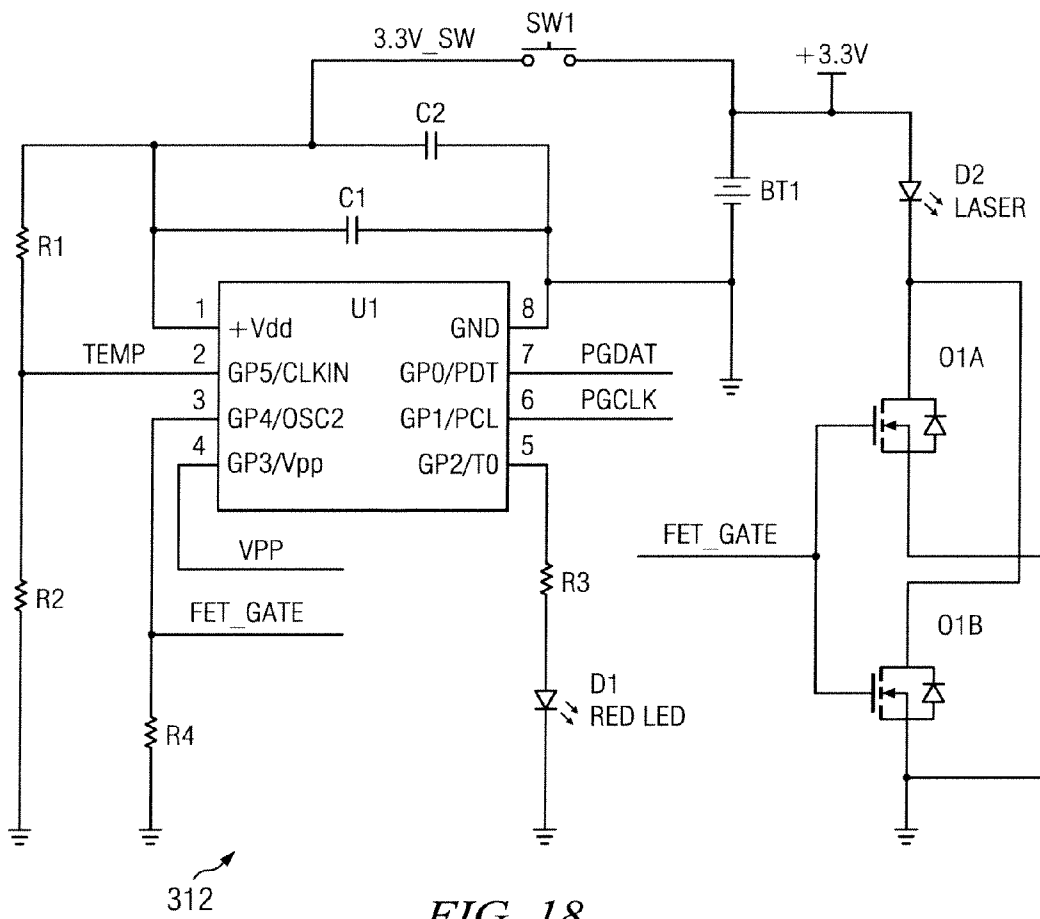 SW1
3.3V_SW
+3.3V
C2
C1
BT1
D2
LASER
R1
U1
1
+Vdd
GND
8
TEMP
2
GP5/CLKIN
GP0/PDT
7
PGDAT
3
GP4/OSC2
GP1/PCL
6
PGCLK
4
GP3/Vpp
GP2/T0
5
O1A
VPP
FET_GATE
R3
FET_GATE
R2
O1B
D1
RED LED
R4
312
FIG. 18